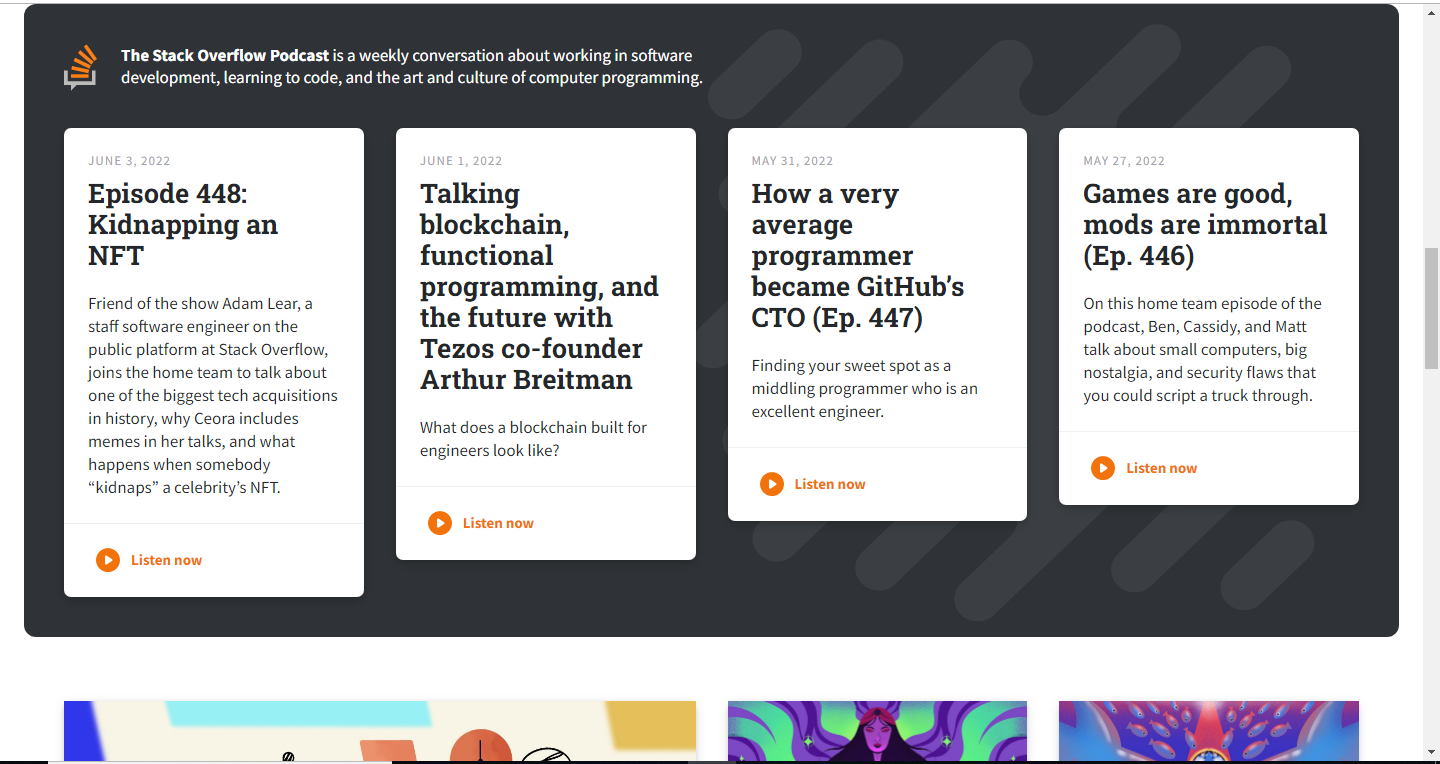 The Stack Overflow Podcast is a weekly conversation about working in software
development, learning to code, and the art and culture of computer programming.
JUNE 3, 2022
Episode 448:
Kidnapping an
NFT
Friend of the show Adam Lear, a
staff software engineer on the
public platform at Stack Overflow,
joins the home team to talk about
one of the biggest tech acquisitions
in history, why Ceora includes
memes in her talks, and what
happens when somebody
“kidnaps” a celebrity’s NFT.
Listen now
JUNE 1, 2022
Talking
blockchain,
functional
programming, and
the future with
Tezos co-founder
Arthur Breitman
What does a blockchain built for
engineers look like?
Listen now
MAY 31, 2022
How a very
average
programmer
became GitHub’s
CTO (Ep. 447)
Finding your sweet spot as a
middling programmer who is an
excellent engineer.
Listen now
MAY 27, 2022
Games are good,
mods are immortal
(Ep. 446)
On this home team episode of the
podcast, Ben, Cassidy, and Matt
talk about small computers, big
nostalgia, and security flaws that
you could script a truck through.
Listen now